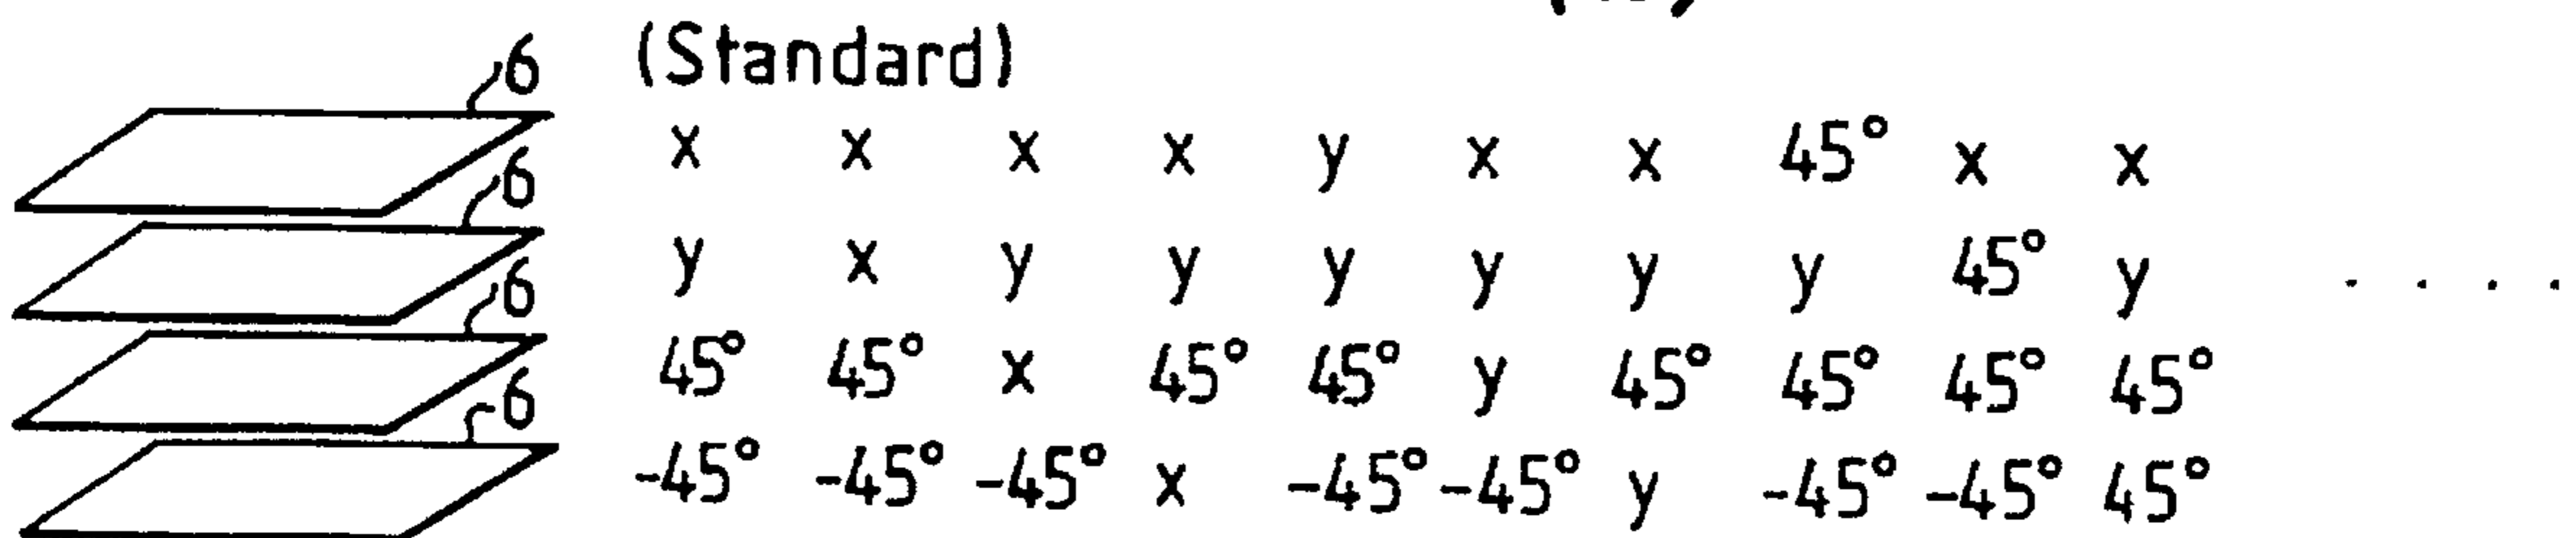 6 (Standard)
x x x x y x x 45° x x
6
y x y y y y y y 45° y . . . .
6
45° 45° x 45° 45° y 45° 45° 45° 45°
6
-45° -45° -45° x -45° -45° y -45° -45° 45°